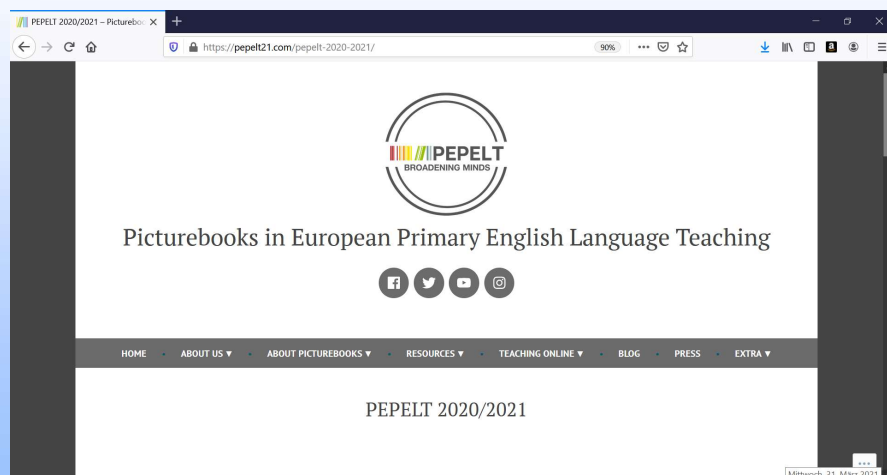 PEPELT 2020/2021 – Pictureboo
https://pepelt21.com/pepelt-2020-2021/
90%
PEPELT
BROADENING MINDS
Picturebooks in European Primary English Language Teaching
HOME ABOUT US ▼ ABOUT PICTUREBOOKS ▼ RESOURCES ▼ TEACHING ONLINE ▼ BLOG PRESS EXTRA ▼
PEPELT 2020/2021
Mittwoch, 31. März 2021